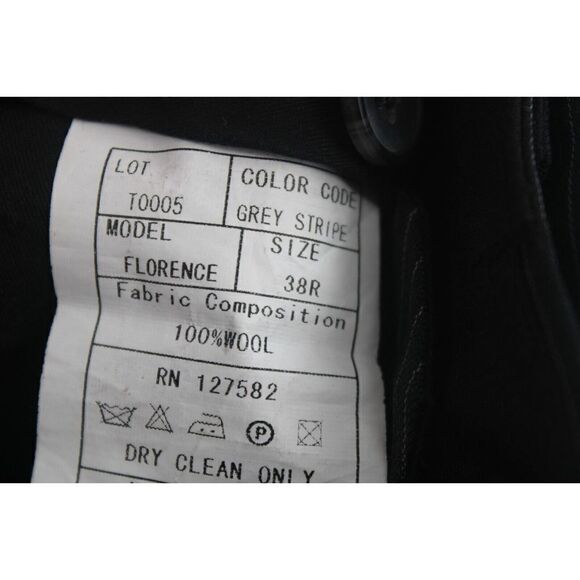 LOT
T0005
COLOR CODE
GREY STRIPE
MODEL
FLORENCE
SIZE
38R
Fabric Composition
100%WOOL
RN 127582
P
DRY CLEAN ONLY